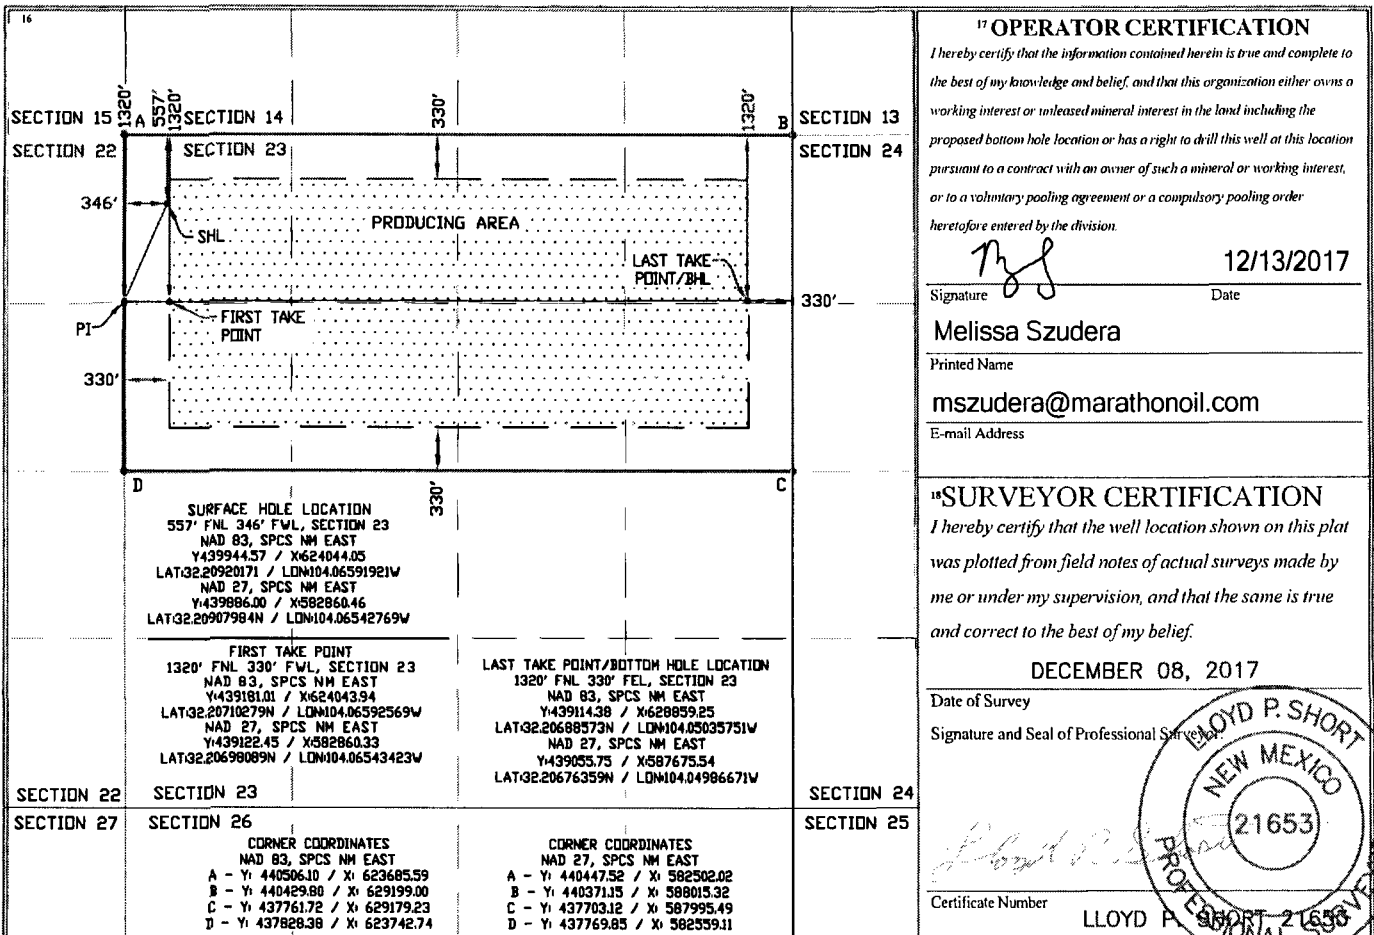 16
1320'
557'
1320'
330'
1320'
SECTION 15
A
SECTION 14
B
SECTION 13
SECTION 22
SECTION 23
SECTION 24
346'
SHL
PRODUCING AREA
LAST TAKE
POINT/BHL
330'
PI
FIRST TAKE
POINT
330'
D
330'
C
SURFACE HOLE LOCATION
557' FNL 346' FWL, SECTION 23
NAD 83, SPCS NM EAST
Y:439944.57 / X:624044.05
LAT:32.20920171 / LON:104.06591921W
NAD 27, SPCS NM EAST
Y:439886.00 / X:582860.46
LAT:32.20907984N / LON:104.06542769W
FIRST TAKE POINT
1320' FNL 330' FWL, SECTION 23
NAD 83, SPCS NM EAST
Y:439181.01 / X:624043.94
LAT:32.20710279N / LON:104.06592569W
NAD 27, SPCS NM EAST
Y:439122.45 / X:582860.33
LAT:32.20698089N / LON:104.06543423W
LAST TAKE POINT/BOTTOM HOLE LOCATION
1320' FNL 330' FEL, SECTION 23
NAD 83, SPCS NM EAST
Y:439114.38 / X:628859.25
LAT:32.20688573N / LON:104.05035751W
NAD 27, SPCS NM EAST
Y:439055.75 / X:587675.54
LAT:32.20676359N / LON:104.04986671W
SECTION 22
SECTION 23
SECTION 24
SECTION 27
SECTION 26
SECTION 25
CORNER COORDINATES
NAD 83, SPCS NM EAST
A - Y: 440506.10 / X: 623685.59
B - Y: 440429.80 / X: 629199.00
C - Y: 437761.72 / X: 629179.23
D - Y: 437828.38 / X: 623742.74
CORNER COORDINATES
NAD 27, SPCS NM EAST
A - Y: 440447.52 / X: 582502.02
B - Y: 440371.15 / X: 588015.32
C - Y: 437703.12 / X: 587995.49
D - Y: 437769.85 / X: 582559.11
17 OPERATOR CERTIFICATION
I hereby certify that the information contained herein is true and complete to
the best of my knowledge and belief, and that this organization either owns a
working interest or unleased mineral interest in the land including the
proposed bottom hole location or has a right to drill this well at this location
pursuant to a contract with an owner of such a mineral or working interest,
or to a voluntary pooling agreement or a compulsory pooling order
heretofore entered by the division.
12/13/2017
Signature Date
Melissa Szudera
Printed Name
mszudera@marathonoil.com
E-mail Address
18 SURVEYOR CERTIFICATION
I hereby certify that the well location shown on this plat
was plotted from field notes of actual surveys made by
me or under my supervision, and that the same is true
and correct to the best of my belief.
DECEMBER 08, 2017
Date of Survey
Signature and Seal of Professional Surveyor:
LLOYD P. SHORT
NEW MEXICO
21653
PROFESSIONAL
Certificate Number
LLOYD P. SHORT 21653